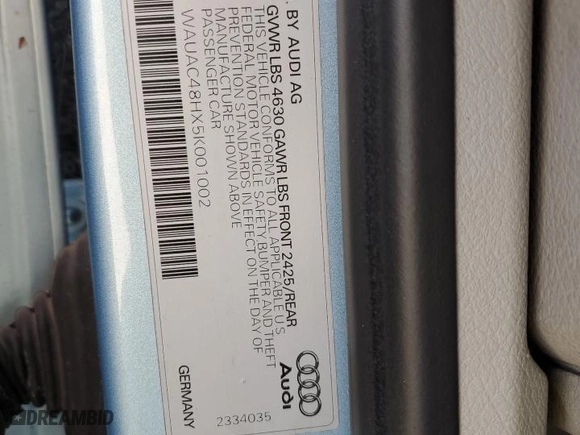 BY AUDI AG
GVWR LBS 4630 GAWR LBS FRONT 2425/REAR
THIS VEHICLE CONFORMS TO ALL APPLICABLE U.S.
FEDERAL MOTOR VEHICLE SAFETY BUMPER AND THEFT
PREVENTION STANDARDS IN EFFECT ON THE DAY OF
MANUFACTURE SHOWN ABOVE
WAUAC48HX5K001002
PASSENGER CAR
Audi
GERMANY
2334035
DREAMBID